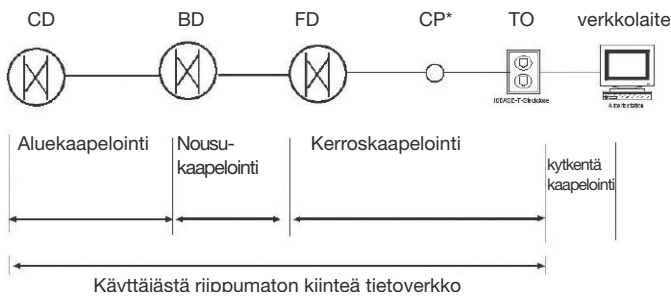 CD BD FD CP* TO verkkolaite
Aluekaapelointi Nousu- Kerroskaapelointi
kaapelointi
kytkentä
kaapelointi
Käyttäjästä riippumaton kiinteä tietoverkko